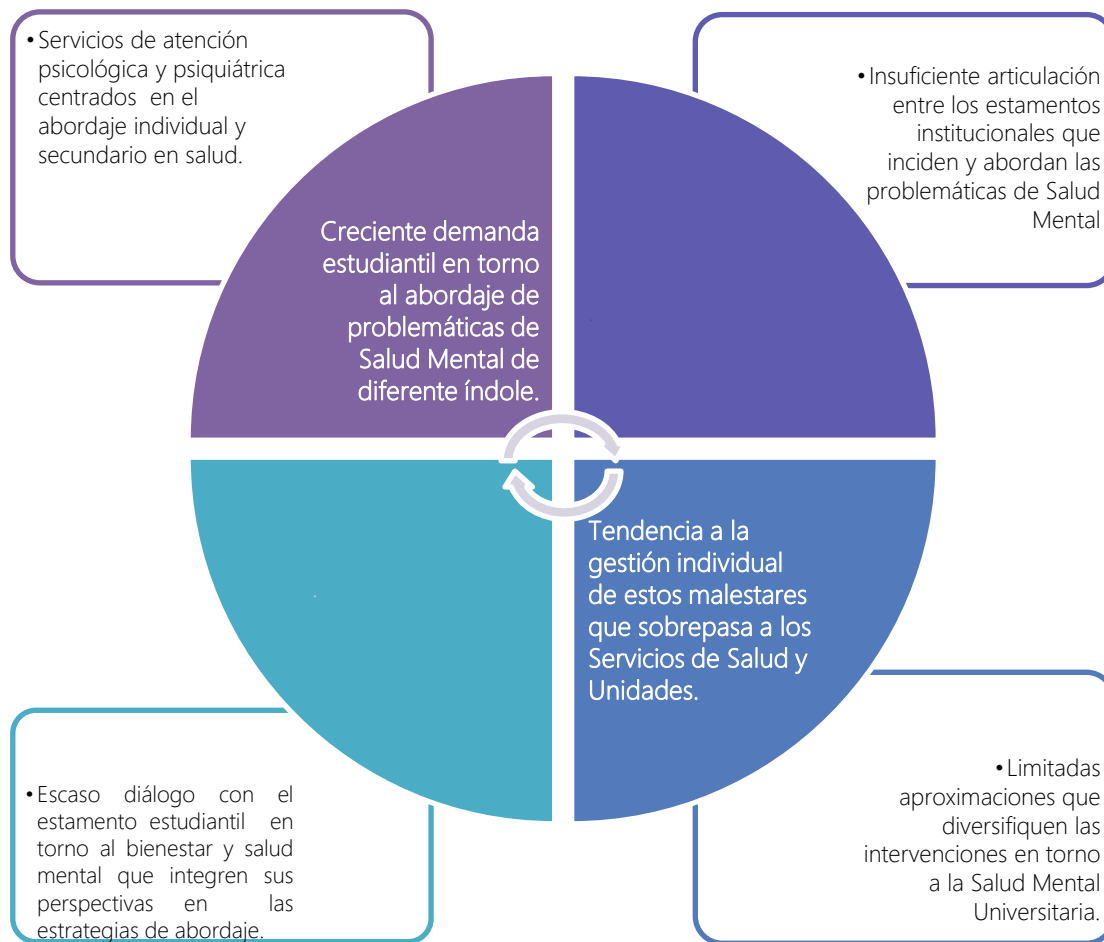 •Servicios de atención
psicológica y psiquiátrica
centrados en el
abordaje individual y
secundario en salud.
•Insuficiente articulación
entre los estamentos
institucionales que
inciden y abordan las
problemáticas de Salud
Mental
Creciente demanda
estudiantil en torno
al abordaje de
problemáticas de
Salud Mental de
diferente índole.
Tendencia a la
gestión individual
de estos malestares
que sobrepasa a los
Servicios de Salud y
Unidades.
•Escaso diálogo con el
estamento estudiantil en
torno al bienestar y salud
mental que integren sus
perspectivas en las
estrategias de abordaje.
•Limitadas
aproximaciones que
diversifiquen las
intervenciones en torno
a la Salud Mental
Universitaria.